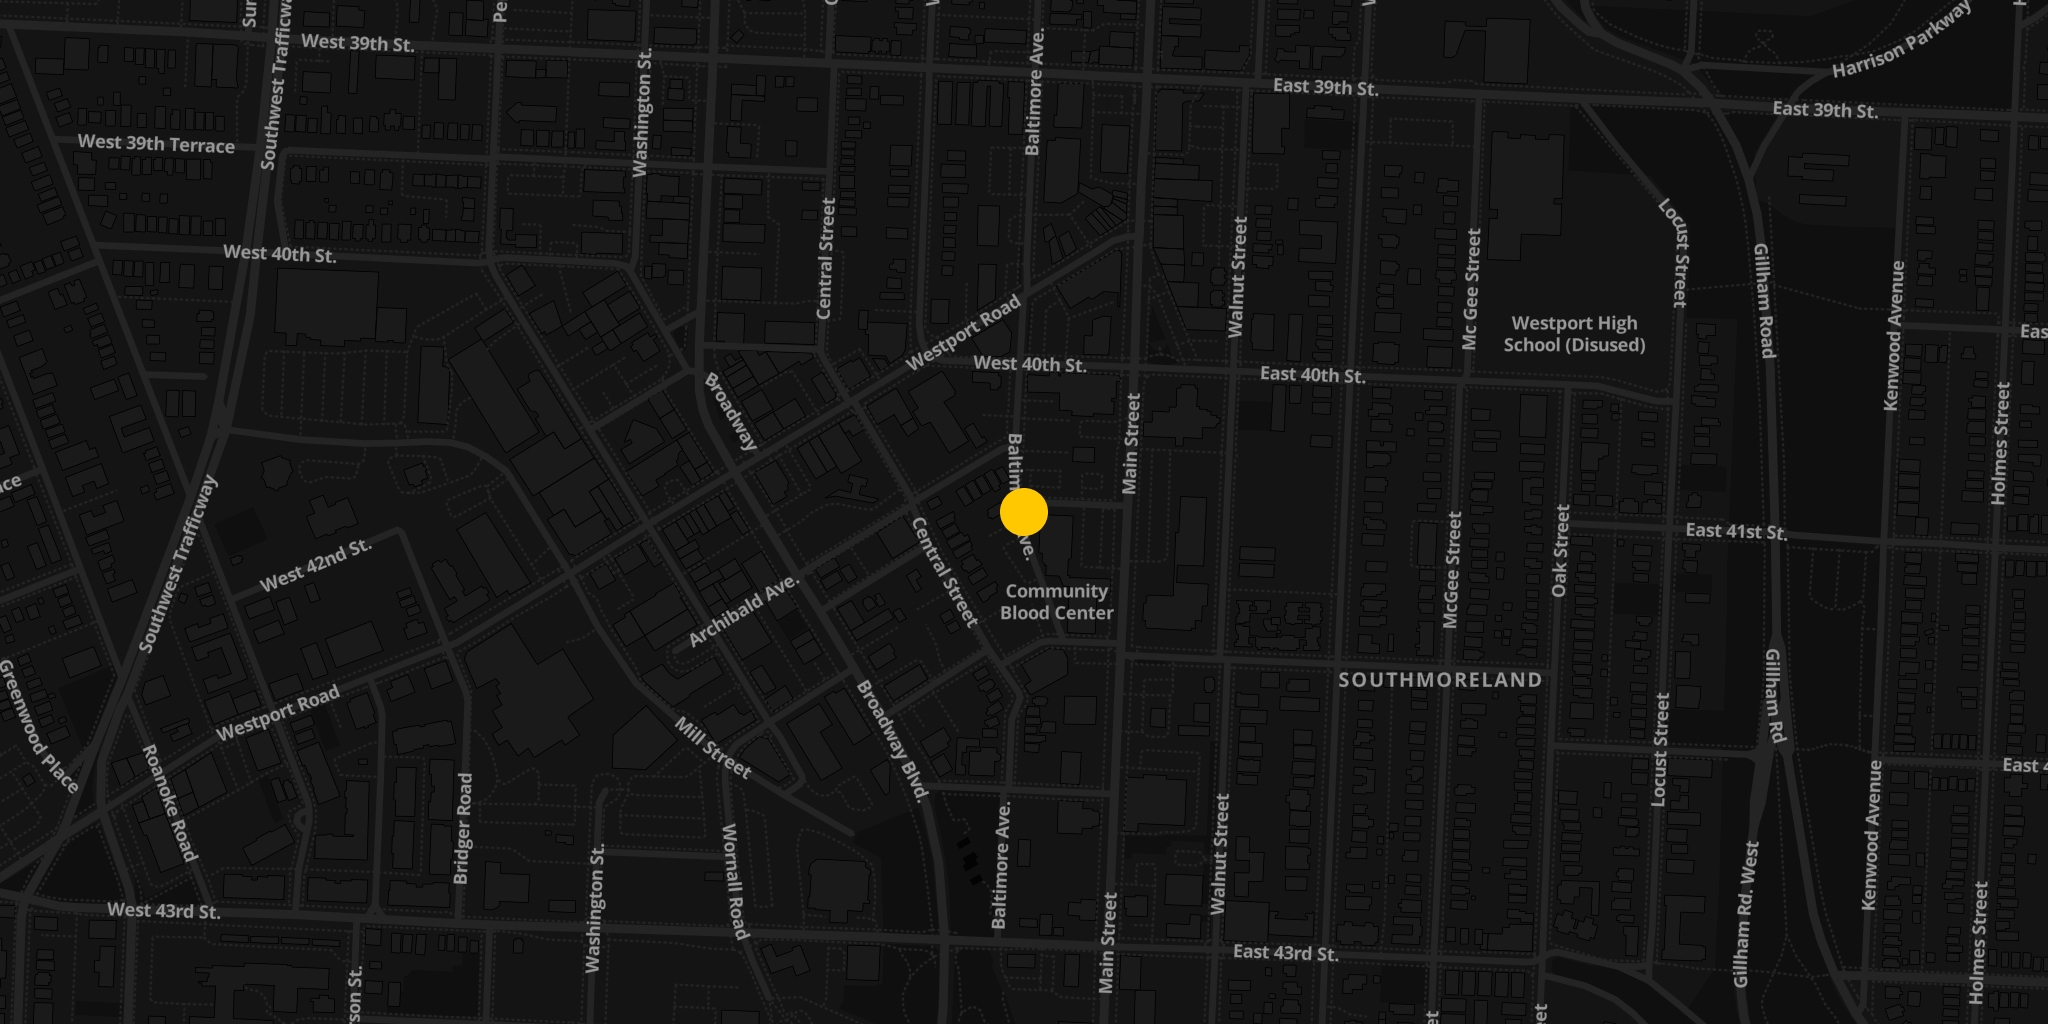 West 39th St.
Southwest Trafficway
Washington St.
Baltimore Ave.
East 39th St.
Harrison Parkway
East 39th St.
West 39th Terrace
West 40th St.
Central Street
Walnut Street
Mc Gee Street
Locust Street
Gillham Road
Kenwood Avenue
Westport Road
Westport High
School (Disused)
West 40th St.
East 40th St.
Broadway
Main Street
Holmes Street
Southwest Trafficway
West 42nd St.
Archibald Ave.
Central Street
Community
Blood Center
McGee Street
Oak Street
East 41st St.
SOUTHMORELAND
Greenwood Place
Westport Road
Roanoke Road
Mill Street
Broadway Blvd.
Gillham Rd
Locust Street
Bridger Road
Washington St.
Wornall Road
Baltimore Ave.
Main Street
Walnut Street
Gillham Rd. West
Kenwood Avenue
Holmes Street
West 43rd St.
East 43rd St.